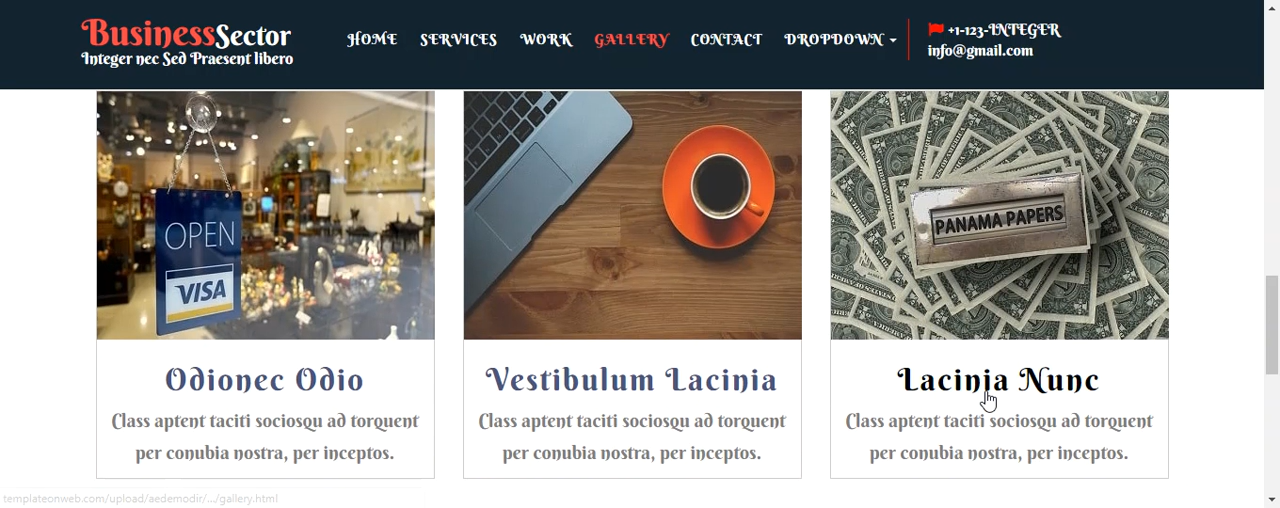 BusinessSector
Integer nec Sed Praesent libero
HOME SERVICES WORK GALLERY CONTACT DROPDOWN
+1-123-INTEGER
info@gmail.com
OPEN
VISA
PANAMA PAPERS
Odionec Odio
Class aptent taciti sociosqu ad torquent
per conubia nostra, per inceptos.
Vestibulum Lacinia
Class aptent taciti sociosqu ad torquent
per conubia nostra, per inceptos.
Lacinia Nunc
Class aptent taciti sociosqu ad torquent
per conubia nostra, per inceptos.
templateonweb.com/upload/aedemodir/.../gallery.html